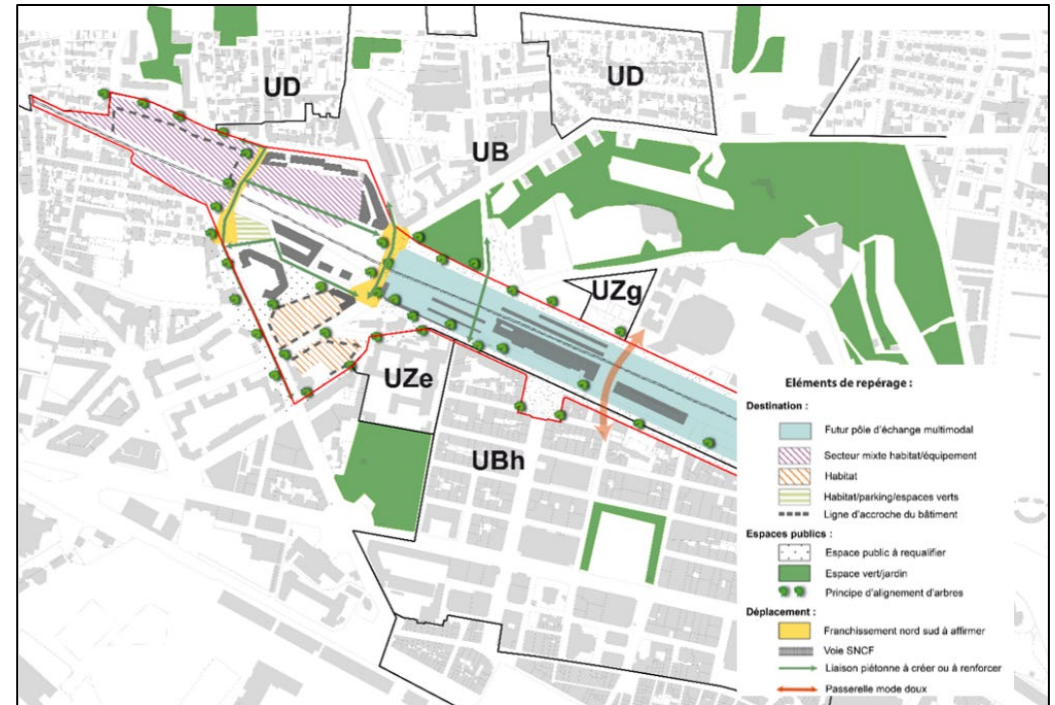 UD
UD
UB
UZg
UZe
UBh
Eléments de repérage :
Destination :
Futur pôle d'échange multimodal
Secteur mixte habitat/équipement
Habitat
Habitat/parking/espaces verts
Ligne d'accroche du bâtiment
Espaces publics :
Espace public à requalifier
Espace vert/jardin
Principe d'alignement d'arbres
Déplacement :
Franchissement nord sud à affirmer
Voie SNCF
Liaison piétonne à créer ou à renforcer
Passerelle mode doux